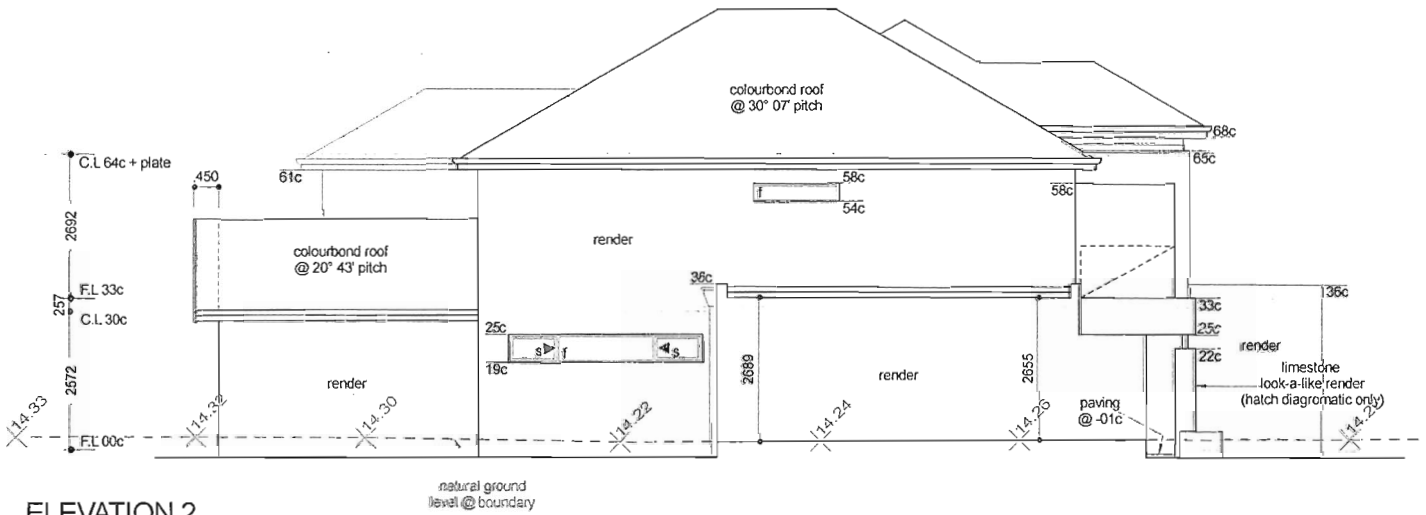 colourbond roof
@ 30° 07' pitch
68c
65c
C.L 64c + plate
61c
450
58c
58c
f
54c
2692
render
colourbond roof
@ 20° 43' pitch
36c
36c
F.L 33c
33c
257
C.L 30c
25c
25c
s
f
s
render
22c
19c
2689
2655
limestone
look-a-like render
(hatch diagromatic only)
2572
render
render
paving
@ -01c
14.33
14.32
14.30
14.22
14.24
14.26
F.L 00c
natural ground
level @ boundary
ELEVATION 2